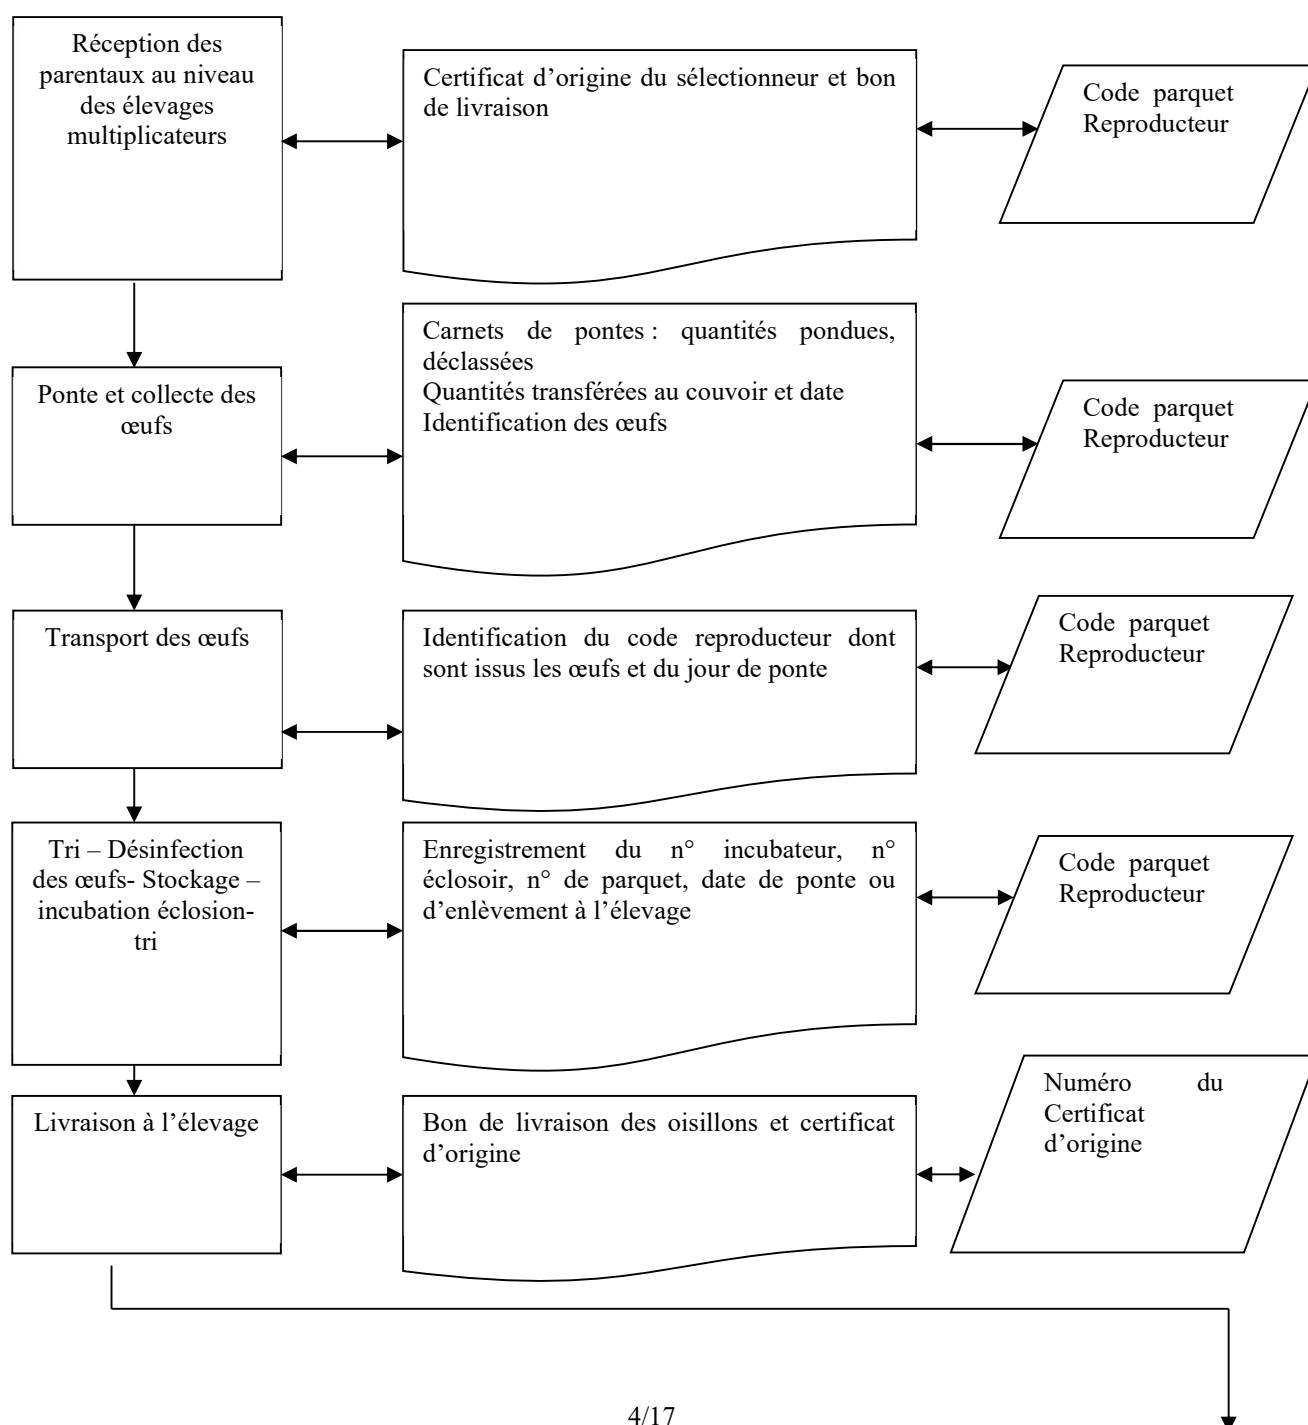 Réception des
parentaux au niveau
des élevages
multiplicateurs
Certificat d’origine du sélectionneur et bon
de livraison
Code parquet
Reproducteur
Ponte et collecte des
œufs
Carnets de pontes : quantités pondues,
déclassées
Quantités transférées au couvoir et date
Identification des œufs
Code parquet
Reproducteur
Transport des œufs
Identification du code reproducteur dont
sont issus les œufs et du jour de ponte
Code parquet
Reproducteur
Tri – Désinfection
des œufs- Stockage –
incubation éclosion-
tri
Enregistrement du n° incubateur, n°
éclosoir, n° de parquet, date de ponte ou
d’enlèvement à l’élevage
Code parquet
Reproducteur
Livraison à l’élevage
Bon de livraison des oisillons et certificat
d’origine
Numéro du
Certificat
d’origine
4/17